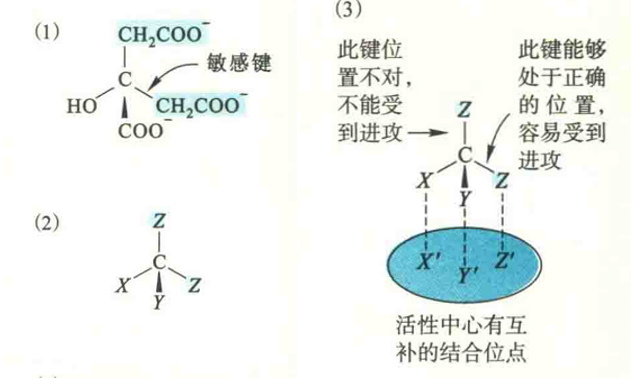 (1)
CH₂COO⁻
敏感键
C
HO
CH₂COO⁻
COO⁻
(2)
Z
C
X
Y
Z
(3)
此键位
置不对，
不能受
到进攻
此键能够
处于正确
的位置，
容易受到
进攻
Z
C
X
Y
Z
X′
Y′
Z′
活性中心有互
补的结合位点